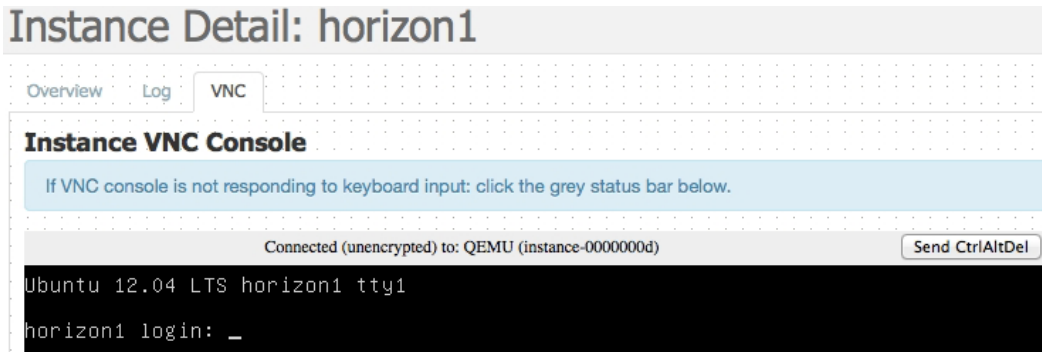 Instance Detail: horizon1
Overview Log VNC
Instance VNC Console
If VNC console is not responding to keyboard input: click the grey status bar below.
Connected (unencrypted) to: QEMU (instance-0000000d) Send CtrlAltDel
Ubuntu 12.04 LTS horizon1 tty1
horizon1 login: _